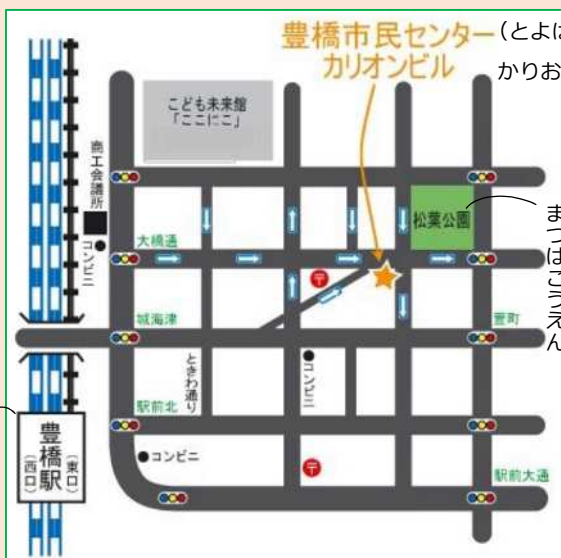 豊橋市民センター
カリオンビル
(とよは
かりお
こども未来館
「ここにこ」
商工会議所
コンビニ
松葉公園
まつばこうえん
大橋通
城海津
萱町
ときわ通り
コンビニ
駅前北
コンビニ
豊橋駅
(東口)
(西口)
駅前大通
〒
〒